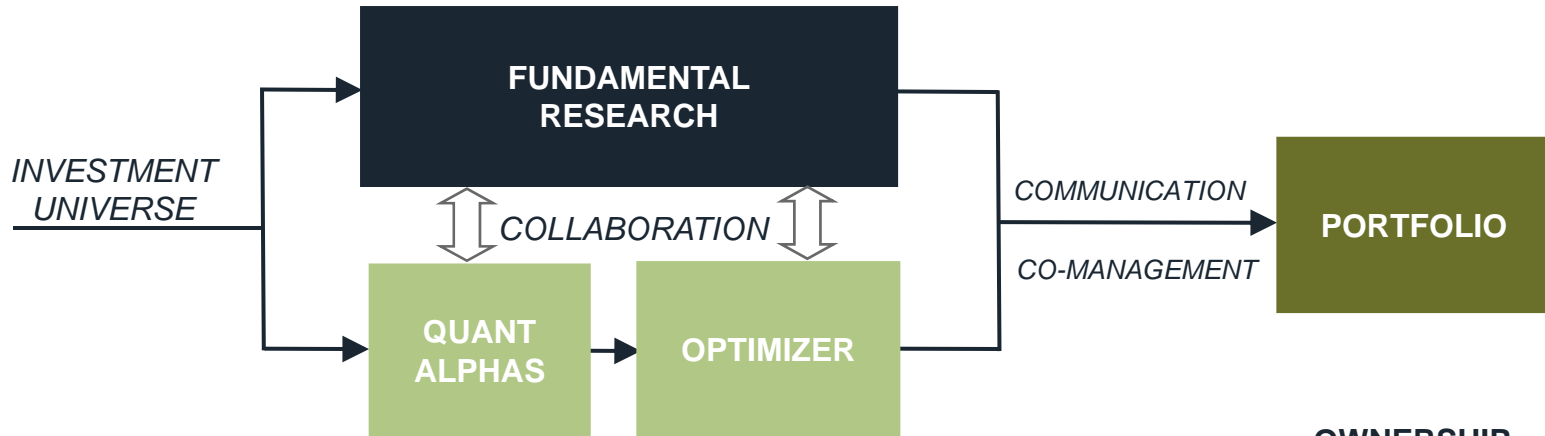 FUNDAMENTAL
RESEARCH
INVESTMENT
UNIVERSE
COLLABORATION
COMMUNICATION
CO-MANAGEMENT
PORTFOLIO
QUANT
ALPHAS
OPTIMIZER